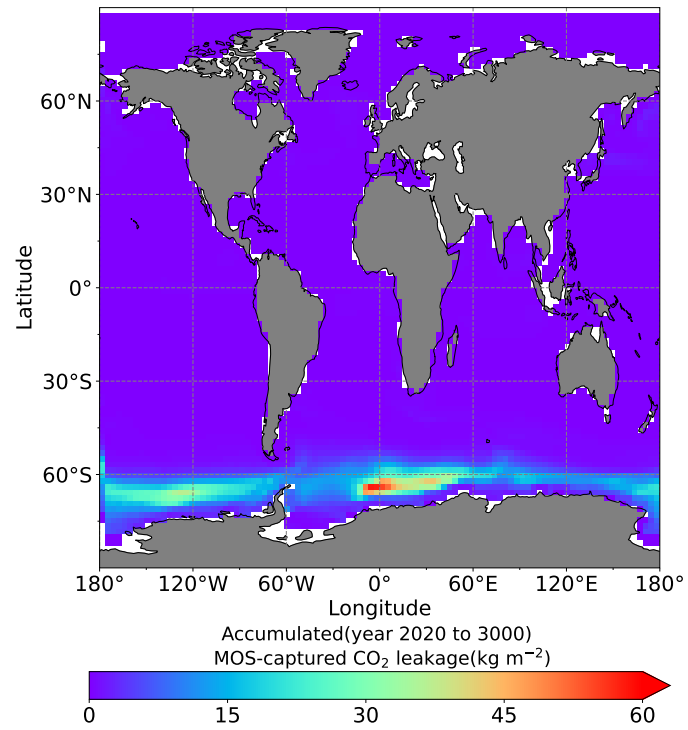 60°N
30°N
0°
30°S
60°S
Latitude
180°
120°W
60°W
0°
60°E
120°E
180°
Longitude
Accumulated(year 2020 to 3000)
MOS-captured CO₂ leakage(kg m⁻²)
0
15
30
45
60